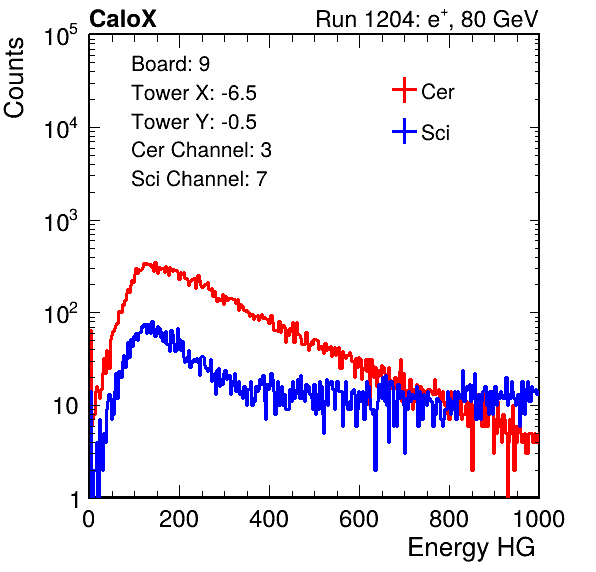 CaloX Run 1204: e⁺, 80 GeV
Counts
10⁵
10⁴
10³
10²
10
1
Board: 9
Tower X: -6.5
Tower Y: -0.5
Cer Channel: 3
Sci Channel: 7
Cer
Sci
0 200 400 600 800 1000
Energy HG